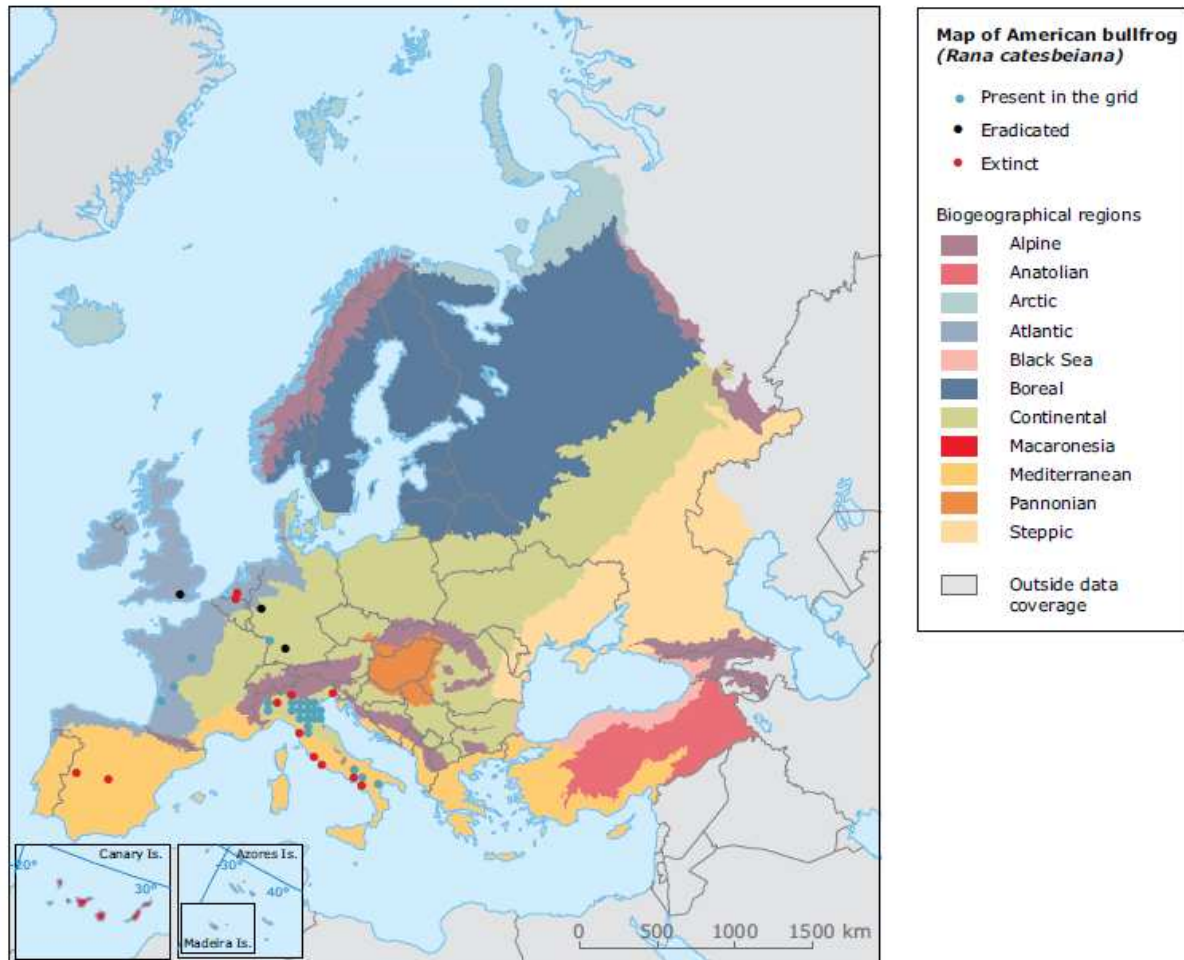 Map of American bullfrog
(Rana catesbeiana)
Present in the grid
Eradicated
Extinct
Biogeographical regions
Alpine
Anatolian
Arctic
Atlantic
Black Sea
Boreal
Continental
Macaronesia
Mediterranean
Pannonian
Steppic
Outside data
coverage
Canary Is.
-20°
30°
Azores Is.
-30°
40°
Madeira Is.
0 500 1000 1500 km